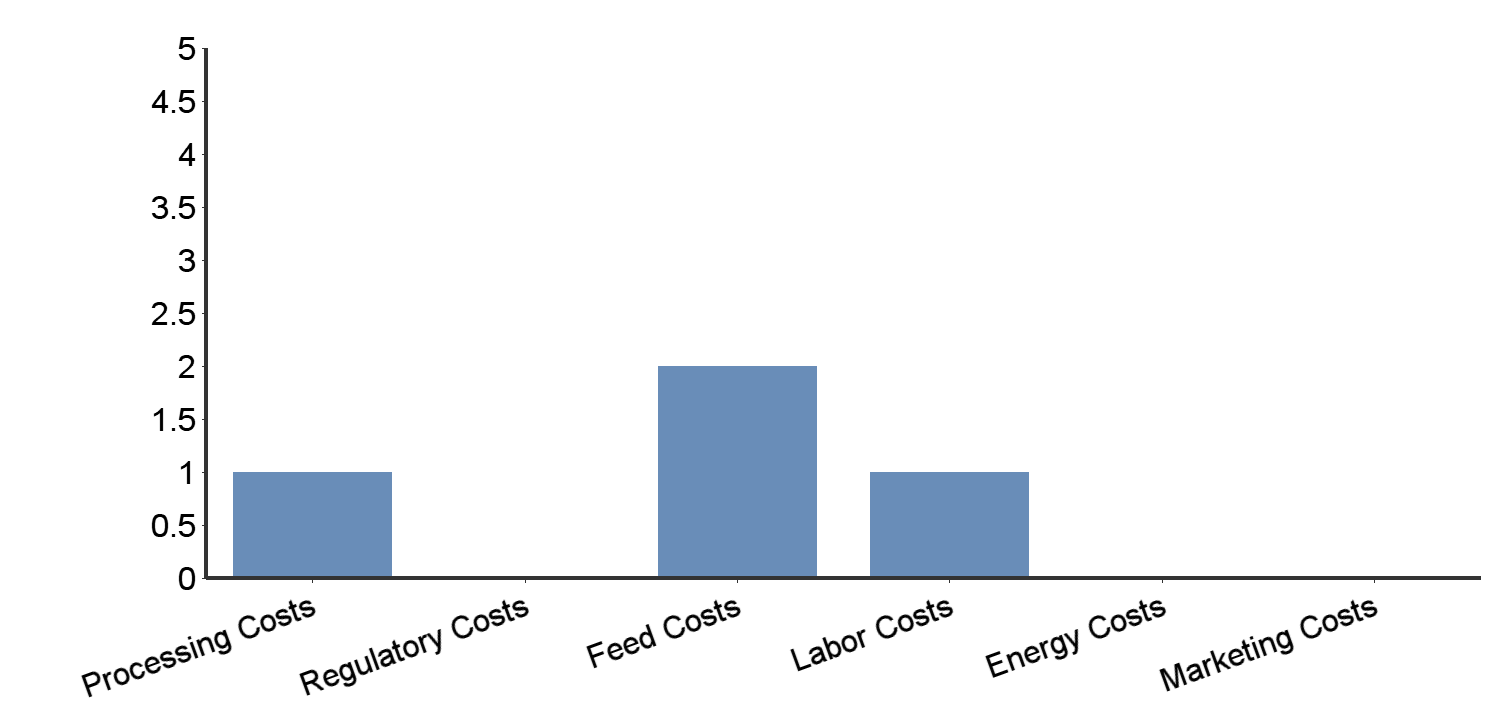 5
4.5
4
3.5
3
2.5
2
1.5
1
0.5
0
Processing Costs
Regulatory Costs
Feed Costs
Labor Costs
Energy Costs
Marketing Costs